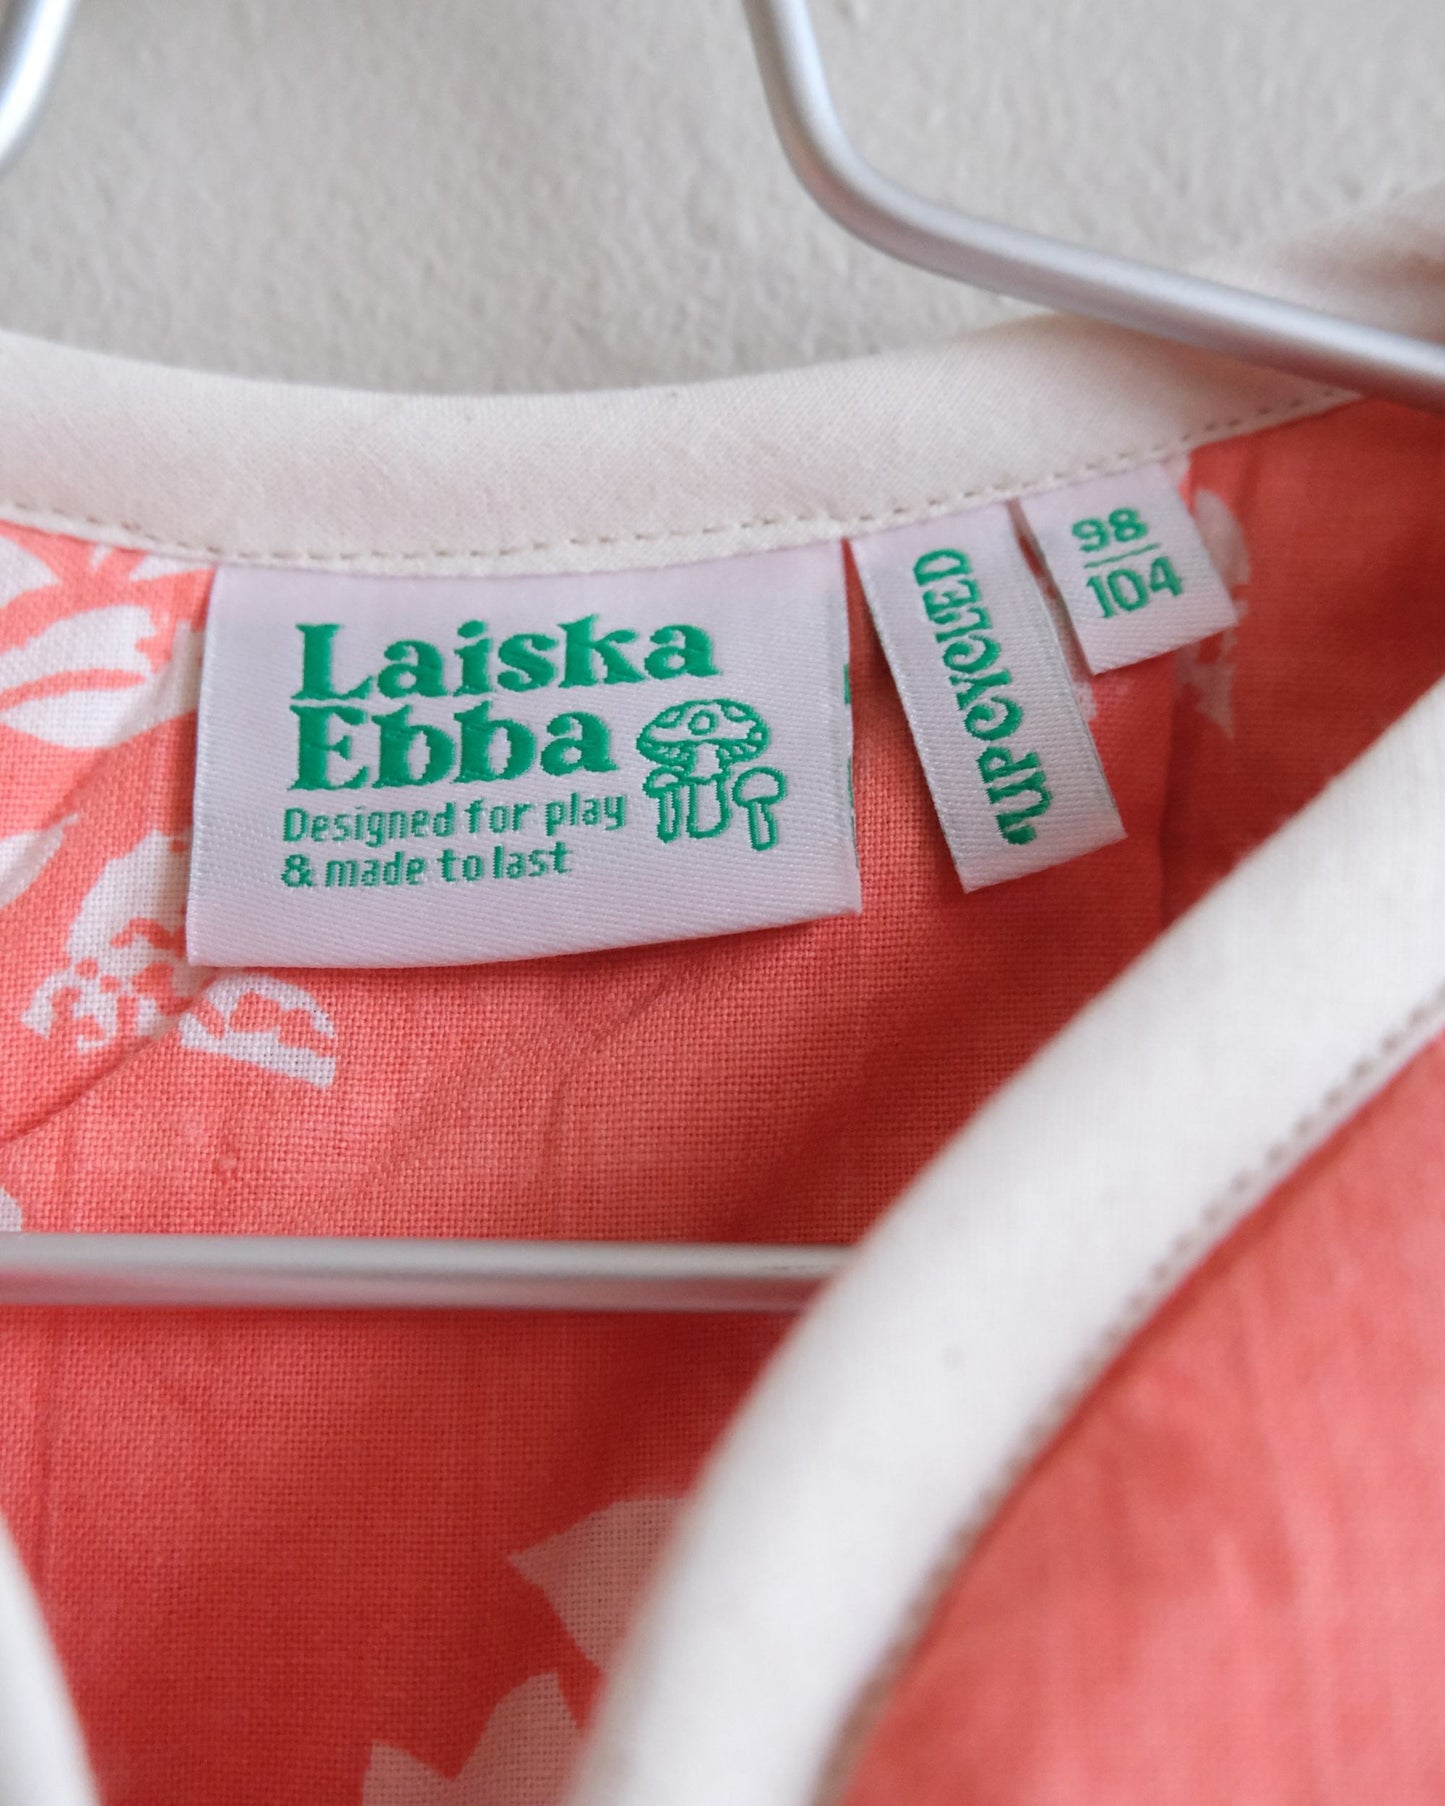 Laiska
Ebba
Designed for play
& made to last
UPCYCLED
98
104